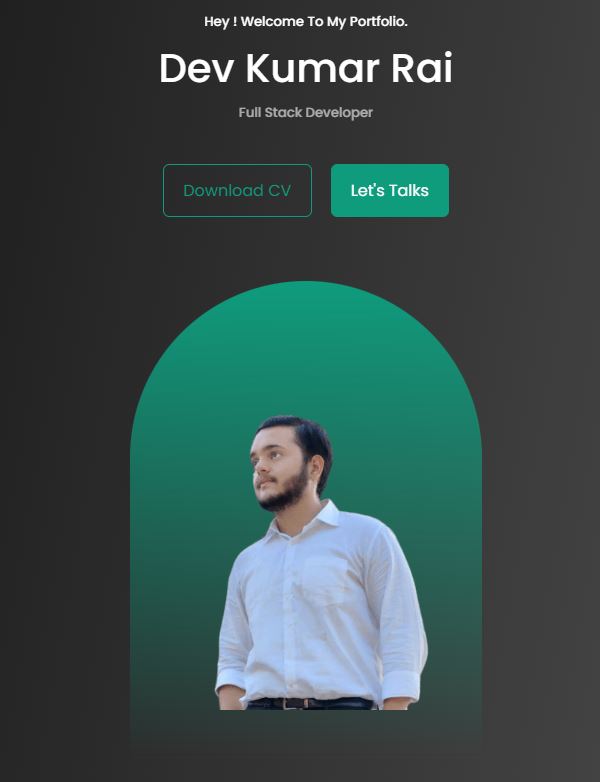 Hey ! Welcome To My Portfolio.
Dev Kumar Rai
Full Stack Developer
Download CV
Let's Talks